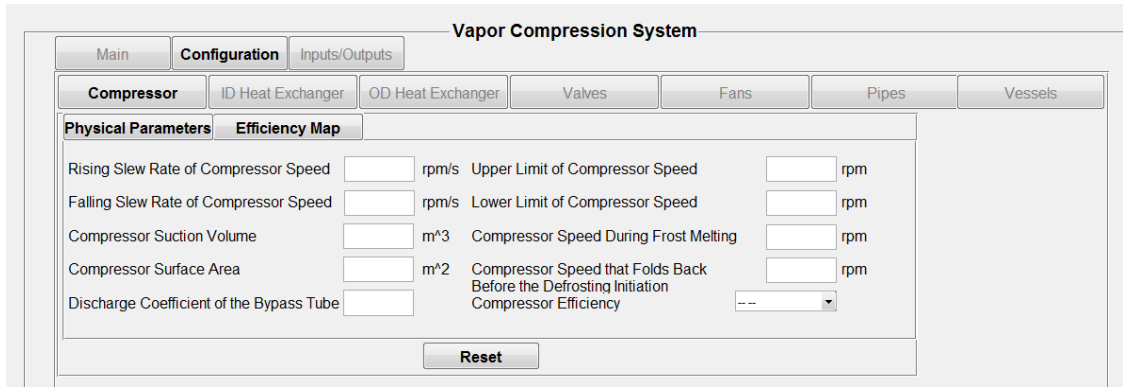 Vapor Compression System
Main Configuration Inputs/Outputs
Compressor ID Heat Exchanger OD Heat Exchanger Valves Fans Pipes Vessels
Physical Parameters Efficiency Map
Rising Slew Rate of Compressor Speed rpm/s Upper Limit of Compressor Speed rpm
Falling Slew Rate of Compressor Speed rpm/s Lower Limit of Compressor Speed rpm
Compressor Suction Volume m^3 Compressor Speed During Frost Melting rpm
Compressor Surface Area m^2 Compressor Speed that Folds Back rpm
Before the Defrosting Initiation
Discharge Coefficient of the Bypass Tube Compressor Efficiency -- --
Reset